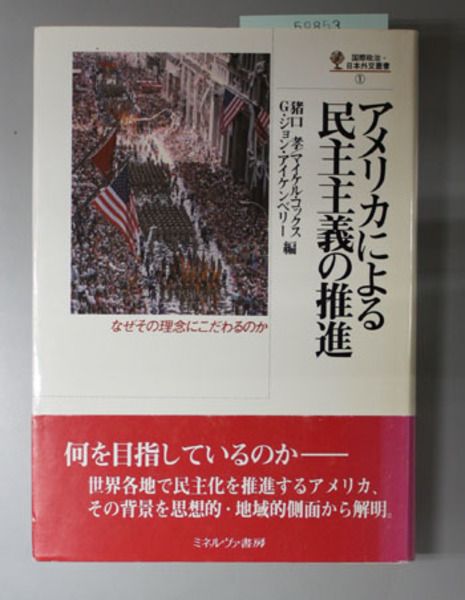 59853
国際政治・
日本外交叢書
①
アメリカによる
民主主義の推進
猪口 孝/マイケル・コックス
G・ジョン・アイケンベリー 編
なぜその理念にこだわるのか
何を目指しているのか――
世界各地で民主化を推進するアメリカ、
その背景を思想的・地域的側面から解明。
ミネルヴァ書房